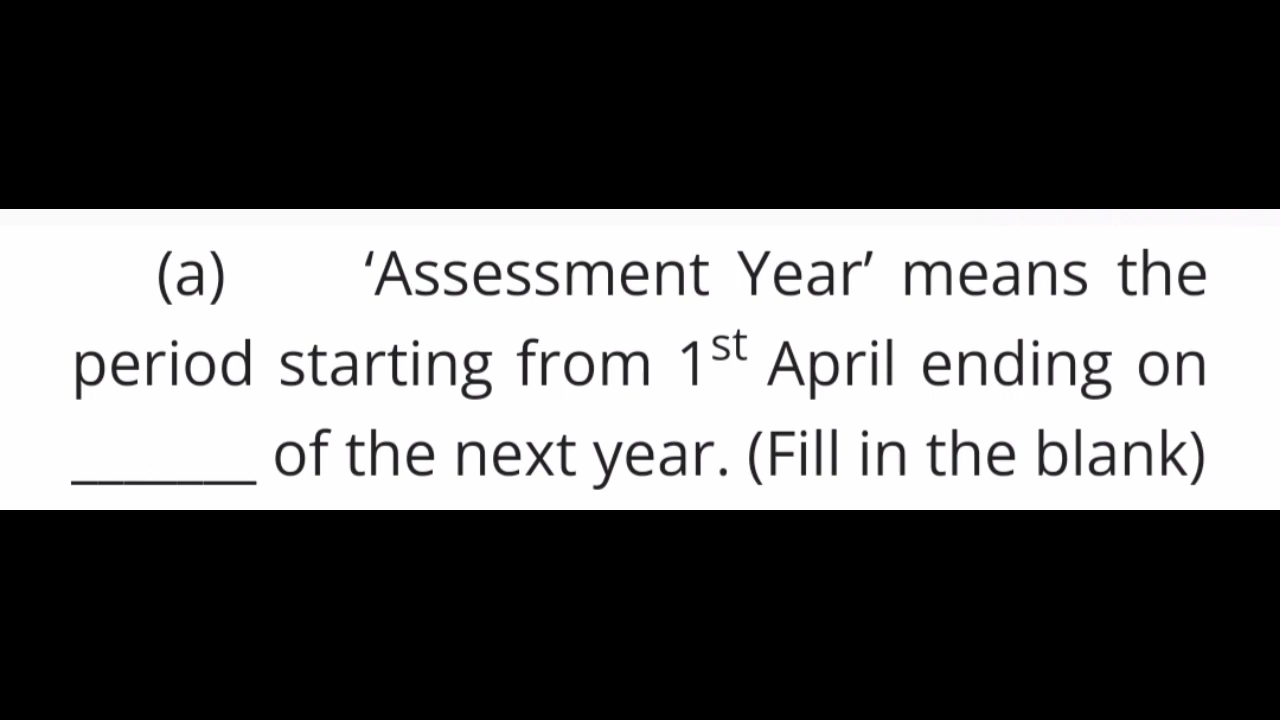 (a) ‘Assessment Year’ means the
period starting from 1st April ending on
_______ of the next year. (Fill in the blank)